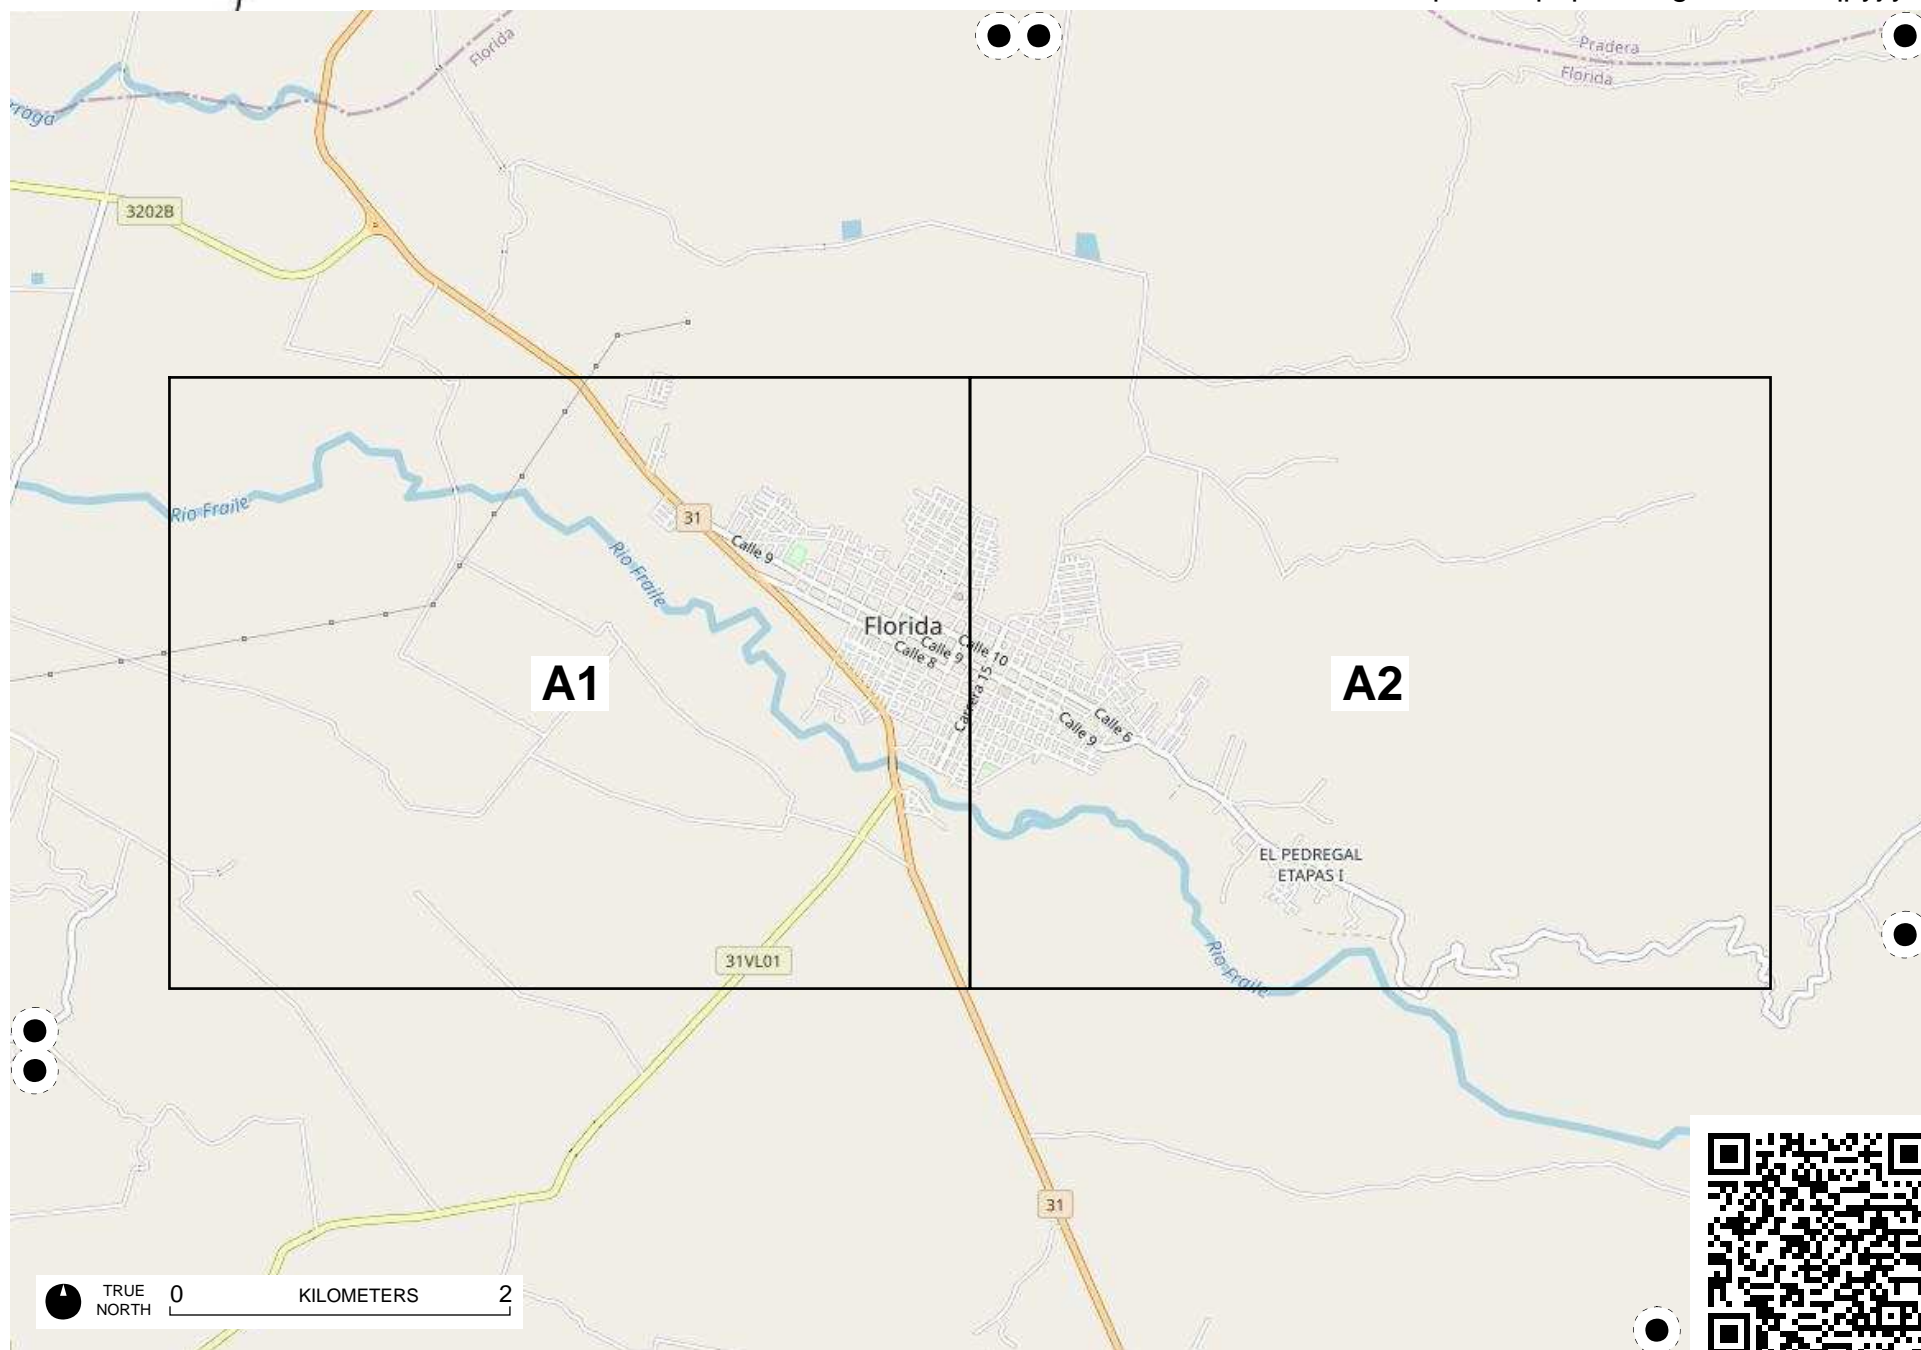 Florida
Pradera
Florida
rraga
3202B
Rio Fraile
31
Calle 9
Rio Fraile
Florida
Calle 10
Calle 9
Calle 8
A1
A2
Carrera 15
Calle 6
Calle 9
EL PEDREGAL
ETAPAS I
31VL01
Rio Fraile
31
TRUE
NORTH
0
KILOMETERS
2